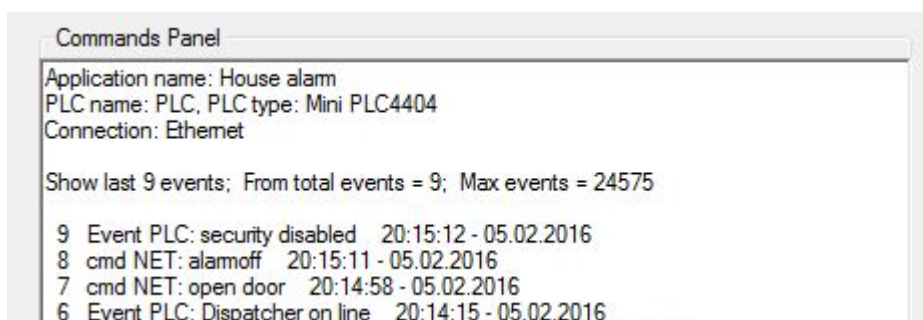 Commands Panel
Application name: House alarm
PLC name: PLC, PLC type: Mini PLC4404
Connection: Ethernet
Show last 9 events; From total events = 9; Max events = 24575
9 Event PLC: security disabled 20:15:12 - 05.02.2016
8 cmd NET: alarmoff 20:15:11 - 05.02.2016
7 cmd NET: open door 20:14:58 - 05.02.2016
6 Event PLC: Dispatcher on line 20:14:15 - 05.02.2016